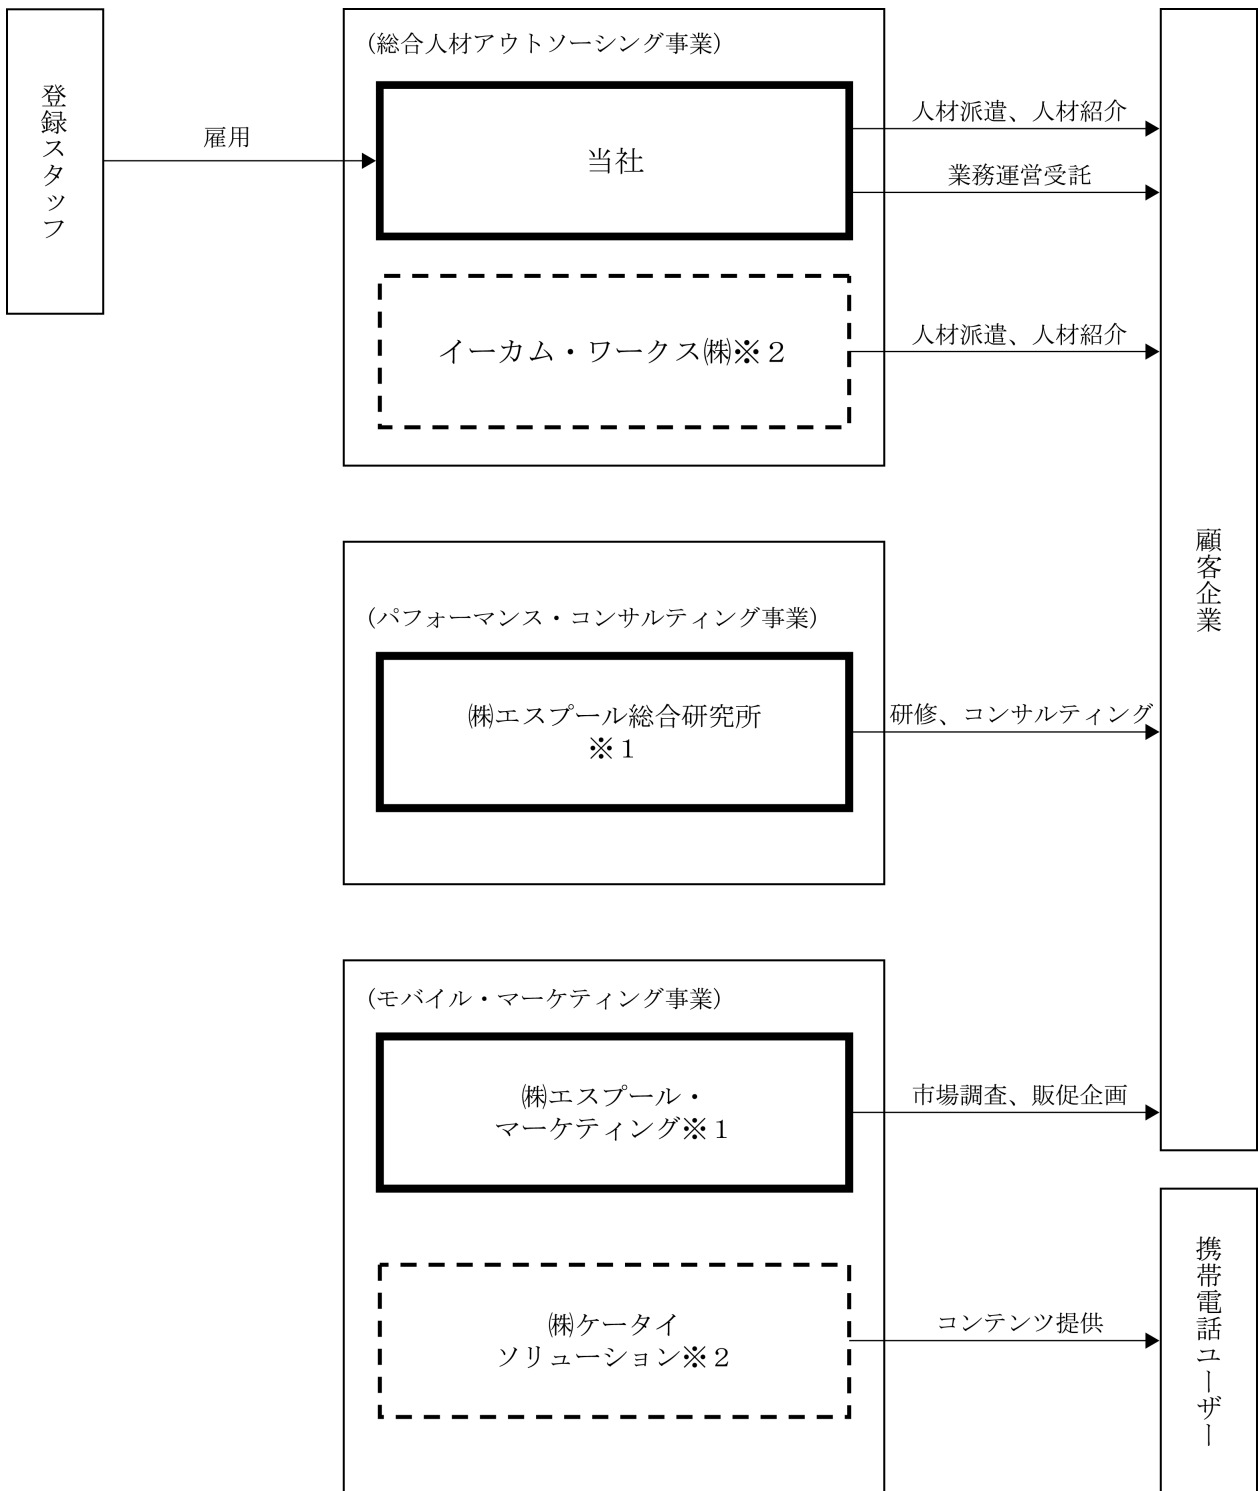 登録スタッフ
雇用
(総合人材アウトソーシング事業)
当社
人材派遣、人材紹介
業務運営受託
イーカム・ワークス㈱※２
人材派遣、人材紹介
顧客企業
(パフォーマンス・コンサルティング事業)
㈱エスプール総合研究所
※１
研修、コンサルティング
(モバイル・マーケティング事業)
㈱エスプール・
マーケティング※１
市場調査、販促企画
㈱ケータイ
ソリューション※２
コンテンツ提供
携帯電話ユーザー